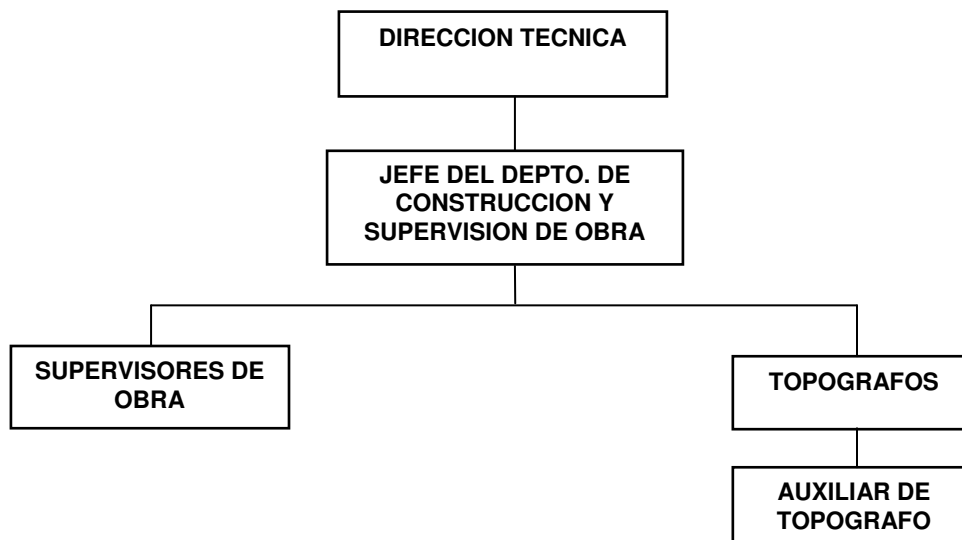 DIRECCION TECNICA
JEFE DEL DEPTO. DE
CONSTRUCCION Y
SUPERVISION DE OBRA
SUPERVISORES DE
OBRA
TOPOGRAFOS
AUXILIAR DE
TOPOGRAFO